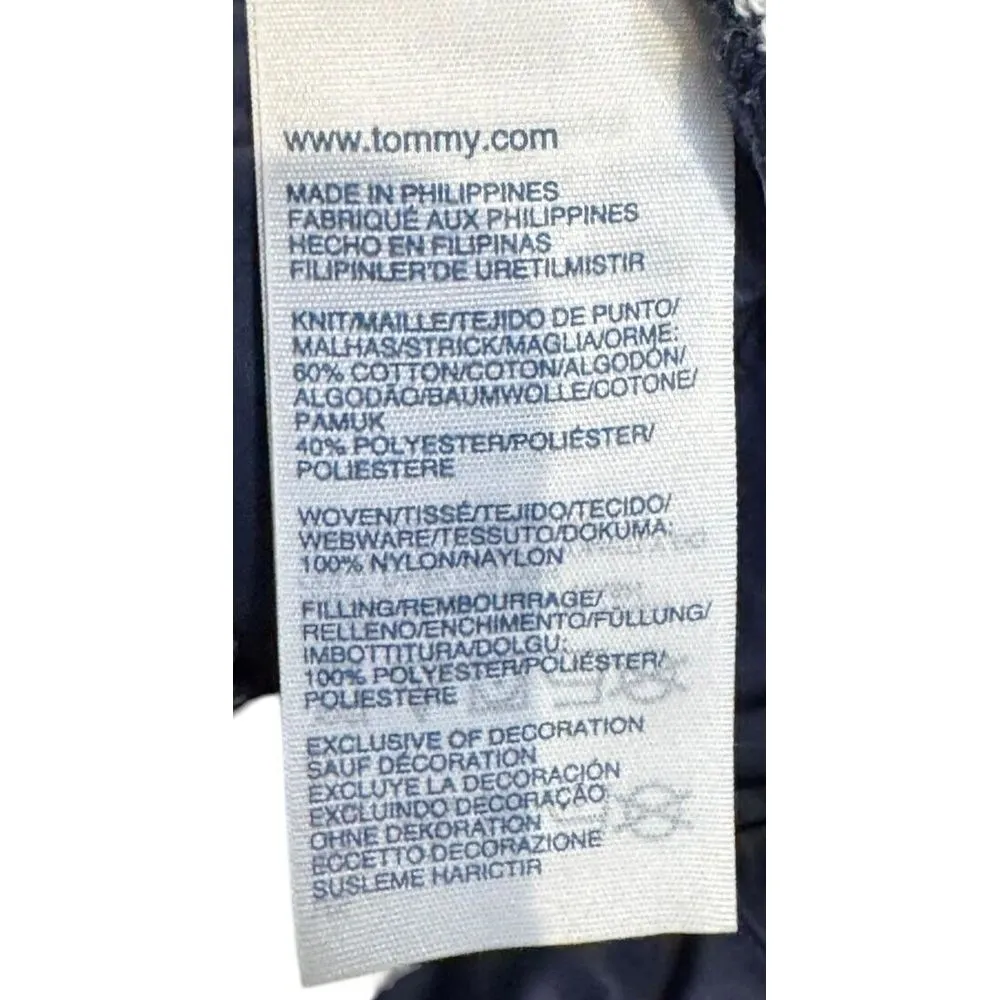 www.tommy.com
MADE IN PHILIPPINES
FABRIQUÉ AUX PHILIPPINES
HECHO EN FILIPINAS
FILIPINLER'DE URETILMISTIR
KNIT/MAILLE/TEJIDO DE PUNTO/
MALHAS/STRICK/MAGLIA/ORME:
60% COTTON/COTON/ALGODÓN/
ALGODÃO/BAUMWOLLE/COTONE/
PAMUK
40% POLYESTER/POLIÉSTER/
POLIESTERE
WOVEN/TISSÉ/TEJIDO/TECIDO/
WEBWARE/TESSUTO/DOKUMA:
100% NYLON/NAYLON
FILLING/REMBOURRAGE/
RELLENO/ENCHIMENTO/FÜLLUNG/
IMBOTTITURA/DOLGU:
100% POLYESTER/POLIÉSTER/
POLIESTERE
EXCLUSIVE OF DECORATION
SAUF DÉCORATION
EXCLUYE LA DECORACIÓN
EXCLUINDO DECORAÇÃO
OHNE DEKORATION
ECCETTO DECORAZIONE
SUSLEME HARICTIR